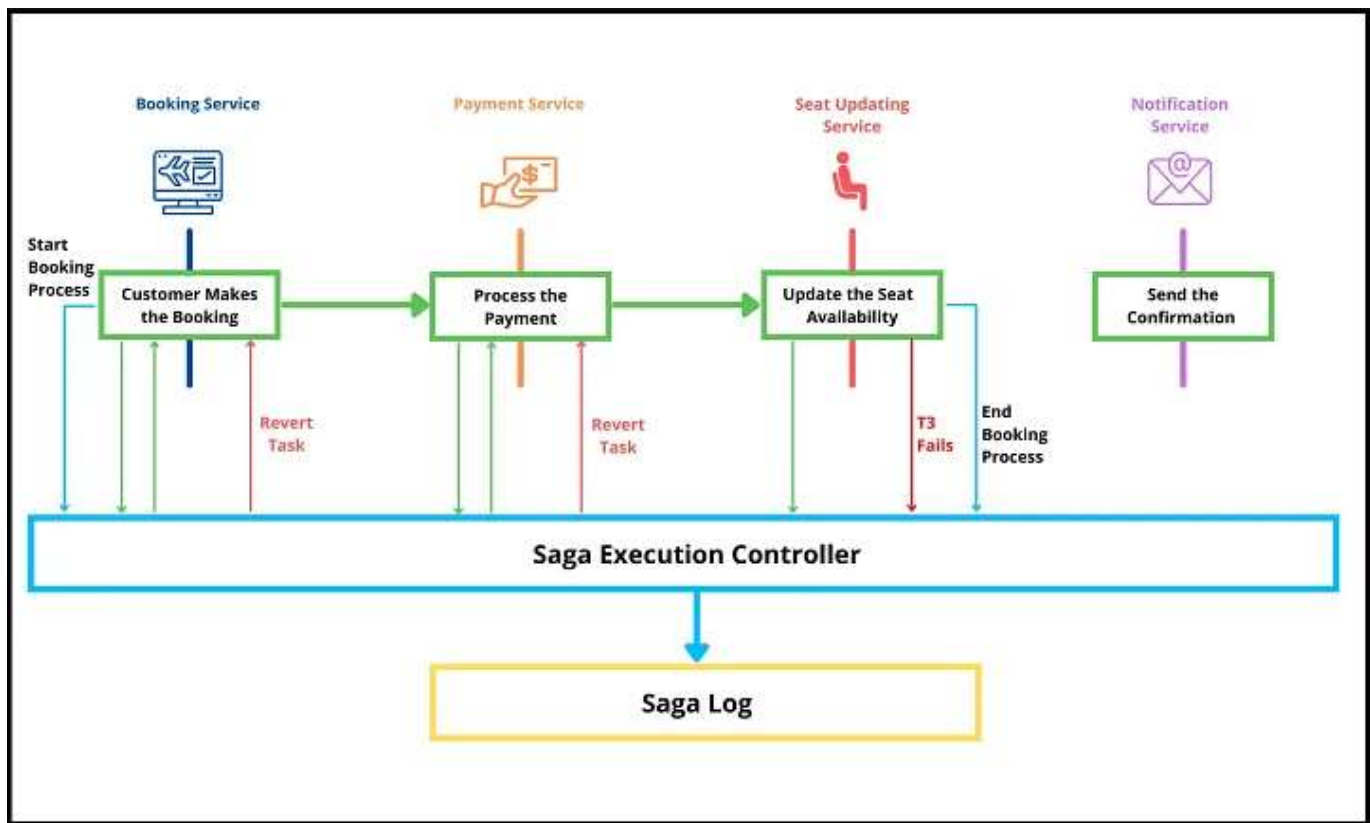 Booking Service
Payment Service
Seat Updating
Service
Notification
Service
$
@
Start
Booking
Process
Customer Makes
the Booking
Process the
Payment
Update the Seat
Availability
Send the
Confirmation
Revert
Task
Revert
Task
T3
Fails
End
Booking
Process
Saga Execution Controller
Saga Log